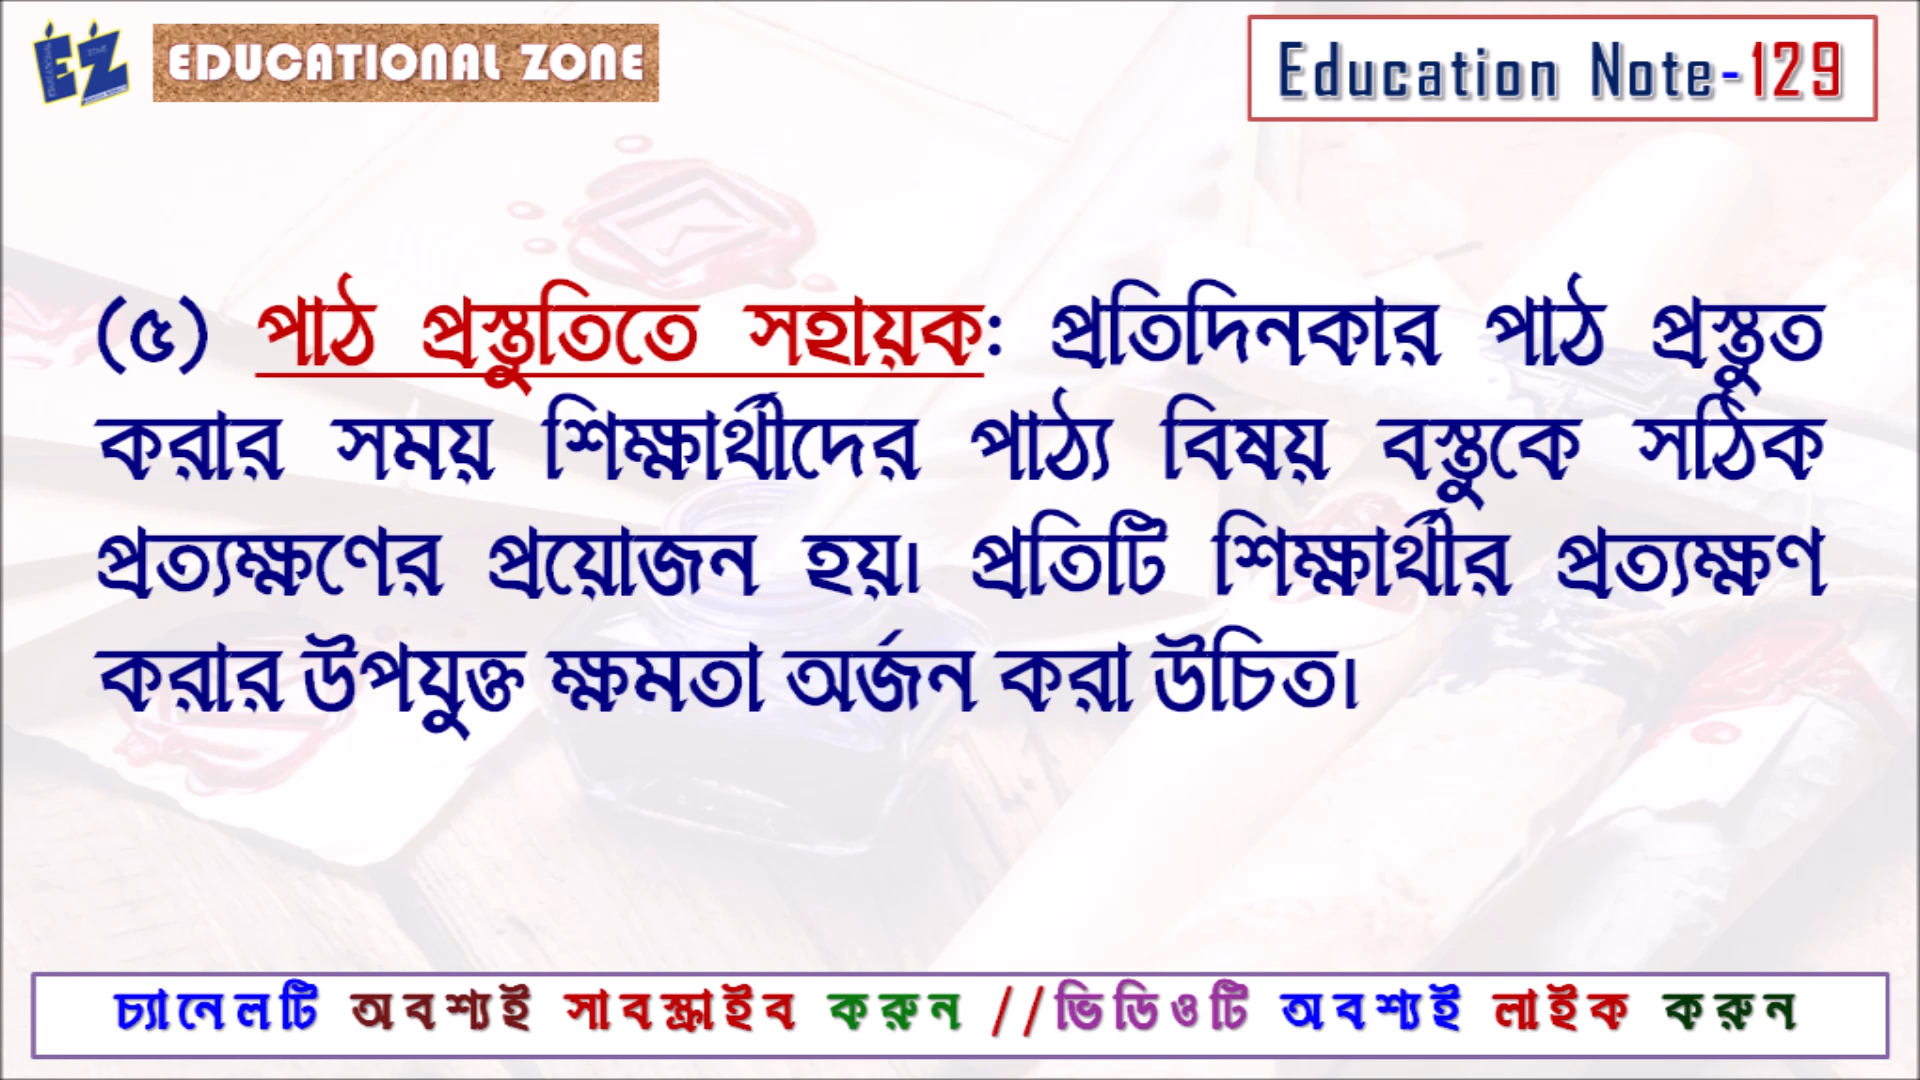 EZ EDUCATIONAL ZONE
Education Note-129
(৫) পাঠ প্রস্তুতিতে সহায়ক: প্রতিদিনকার পাঠ প্রস্তুত
করার সময় শিক্ষার্থীদের পাঠ্য বিষয় বস্তুকে সঠিক
প্রত্যক্ষণের প্রয়োজন হয়। প্রতিটি শিক্ষার্থীর প্রত্যক্ষণ
করার উপযুক্ত ক্ষমতা অর্জন করা উচিত।
চ্যানেলটি অবশ্যই সাবস্ক্রাইব করুন //ভিডিওটি অবশ্যই লাইক করুন